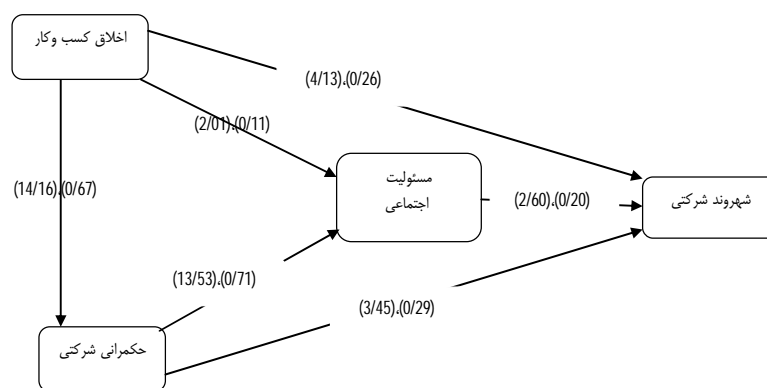 اخلاق کسب وکار
(4/13)،(0/26)
(2/01)،(0/11)
مسئولیت
اجتماعی
(14/16)،(0/67)
(2/60)،(0/20)
شهروند شرکتی
(13/53)،(0/71)
(3/45)،(0/29)
حکمرانی شرکتی